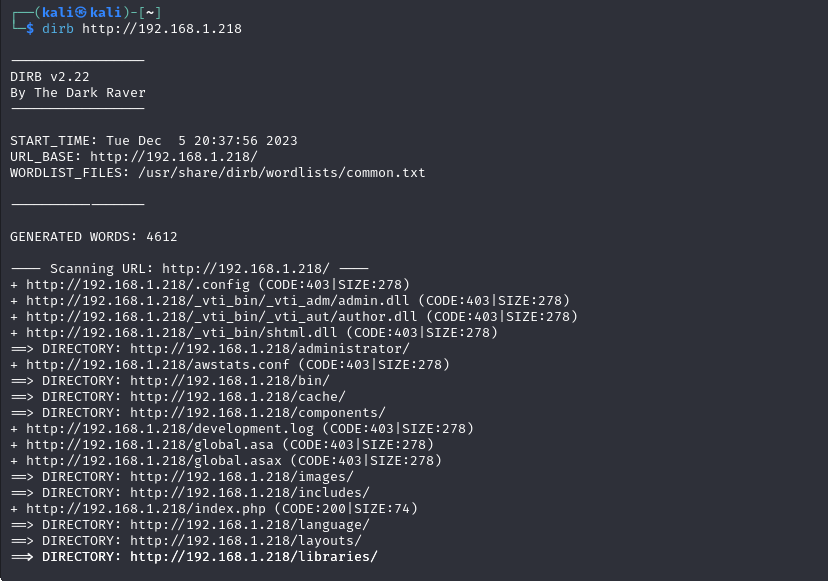 ┌──(kali㉿kali)-[~]
└─$ dirb http://192.168.1.218
-----------------
DIRB v2.22
By The Dark Raver
-----------------
START_TIME: Tue Dec  5 20:37:56 2023
URL_BASE: http://192.168.1.218/
WORDLIST_FILES: /usr/share/dirb/wordlists/common.txt
-----------------
GENERATED WORDS: 4612
---- Scanning URL: http://192.168.1.218/ ----
+ http://192.168.1.218/.config (CODE:403|SIZE:278)
+ http://192.168.1.218/_vti_bin/_vti_adm/admin.dll (CODE:403|SIZE:278)
+ http://192.168.1.218/_vti_bin/_vti_aut/author.dll (CODE:403|SIZE:278)
+ http://192.168.1.218/_vti_bin/shtml.dll (CODE:403|SIZE:278)
==> DIRECTORY: http://192.168.1.218/administrator/
+ http://192.168.1.218/awstats.conf (CODE:403|SIZE:278)
==> DIRECTORY: http://192.168.1.218/bin/
==> DIRECTORY: http://192.168.1.218/cache/
==> DIRECTORY: http://192.168.1.218/components/
+ http://192.168.1.218/development.log (CODE:403|SIZE:278)
+ http://192.168.1.218/global.asa (CODE:403|SIZE:278)
+ http://192.168.1.218/global.asax (CODE:403|SIZE:278)
==> DIRECTORY: http://192.168.1.218/images/
==> DIRECTORY: http://192.168.1.218/includes/
+ http://192.168.1.218/index.php (CODE:200|SIZE:74)
==> DIRECTORY: http://192.168.1.218/language/
==> DIRECTORY: http://192.168.1.218/layouts/
==> DIRECTORY: http://192.168.1.218/libraries/